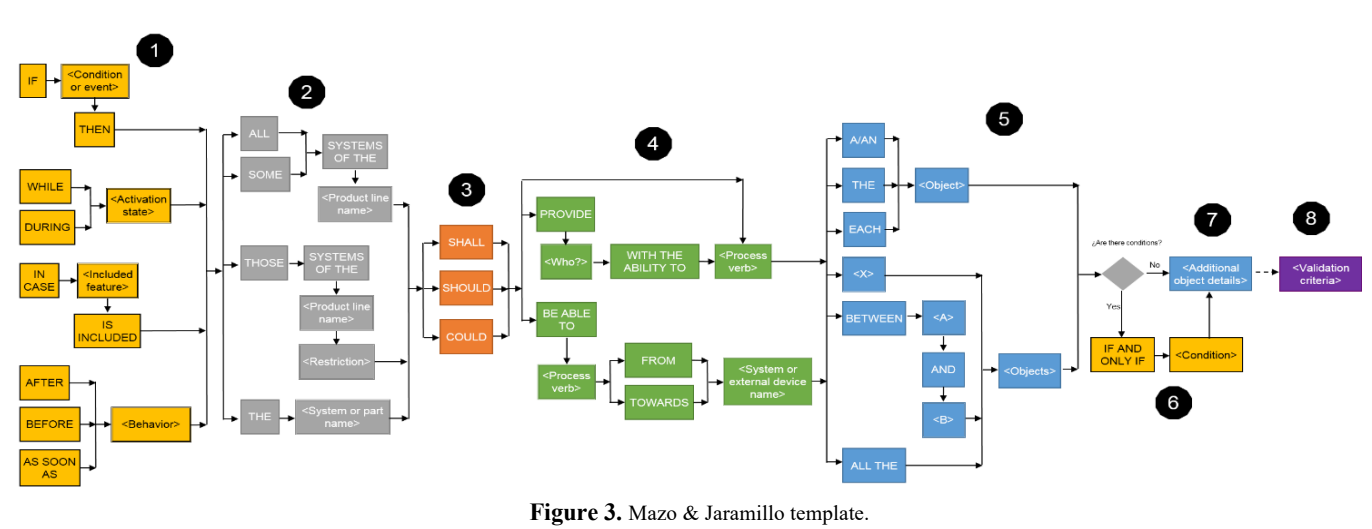 1
IF
<Condition
or event>
THEN
WHILE
DURING
<Activation
state>
IN
CASE
<Included
feature>
IS
INCLUDED
AFTER
BEFORE
AS SOON
AS
<Behavior>
2
ALL
SOME
SYSTEMS
OF THE
<Product line
name>
THOSE
SYSTEMS
OF THE
<Product line
name>
<Restriction>
THE
<System or part
name>
3
SHALL
SHOULD
COULD
4
PROVIDE
<Who?>
WITH THE
ABILITY TO
<Process
verb>
BE ABLE
TO
<Process
verb>
FROM
TOWARDS
<System or
external device
name>
5
A/AN
THE
EACH
<Object>
<X>
BETWEEN
<A>
AND
<B>
ALL THE
<Objects>
¿Are there conditions?
No
Yes
IF AND
ONLY IF
<Condition>
6
7
<Additional
object details>
8
<Validation
criteria>
Figure 3. Mazo & Jaramillo template.